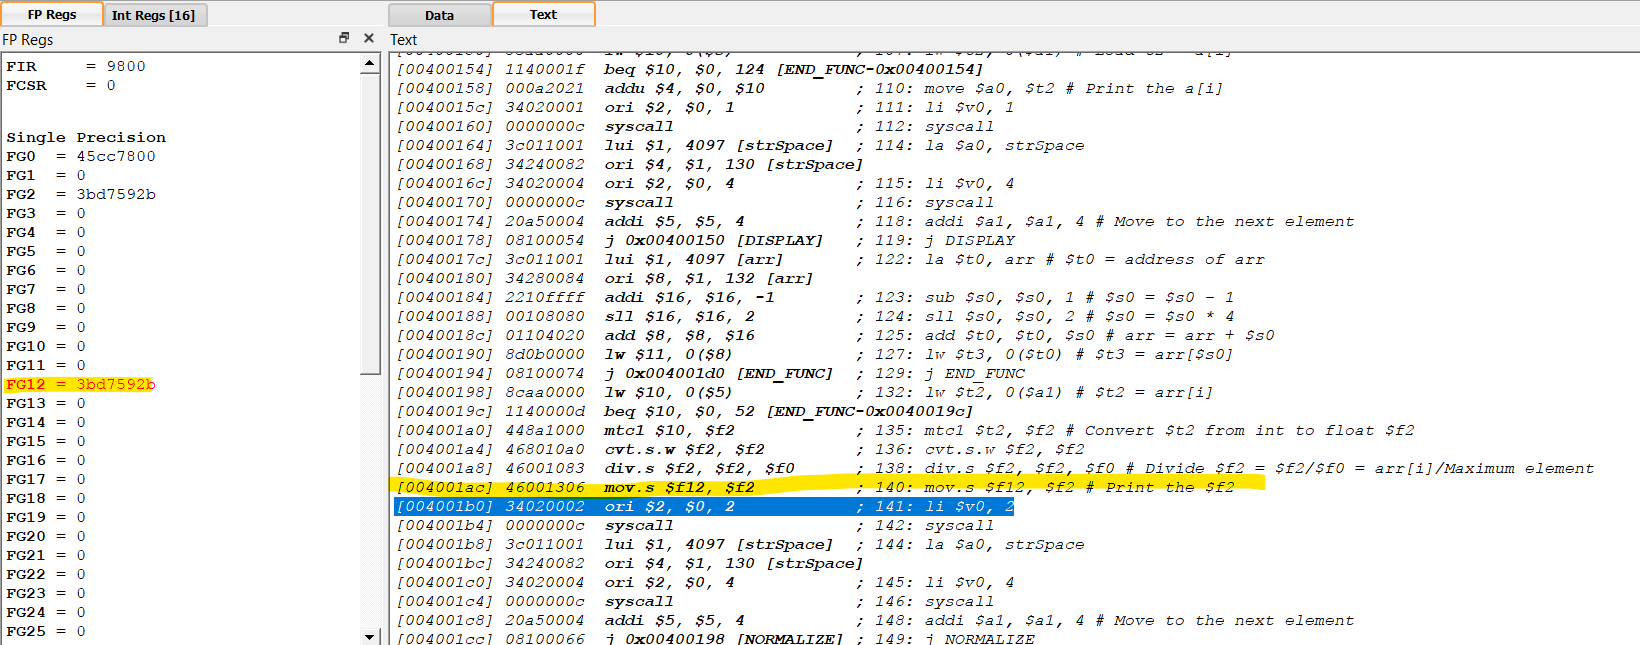 FP Regs
Int Regs [16]
Data
Text
FP Regs
Text
FIR = 9800
FCSR = 0
Single Precision
FG0 = 45cc7800
FG1 = 0
FG2 = 3bd7592b
FG3 = 0
FG4 = 0
FG5 = 0
FG6 = 0
FG7 = 0
FG8 = 0
FG9 = 0
FG10 = 0
FG11 = 0
FG12 = 3bd7592b
FG13 = 0
FG14 = 0
FG15 = 0
FG16 = 0
FG17 = 0
FG18 = 0
FG19 = 0
FG20 = 0
FG21 = 0
FG22 = 0
FG23 = 0
FG24 = 0
FG25 = 0
[00400154] 1140001f beq $10, $0, 124 [END_FUNC-0x00400154]
[00400158] 000a2021 addu $4, $0, $10 ; 110: move $a0, $t2 # Print the a[i]
[0040015c] 34020001 ori $2, $0, 1 ; 111: li $v0, 1
[00400160] 0000000c syscall ; 112: syscall
[00400164] 3c011001 lui $1, 4097 [strSpace] ; 114: la $a0, strSpace
[00400168] 34240082 ori $4, $1, 130 [strSpace]
[0040016c] 34020004 ori $2, $0, 4 ; 115: li $v0, 4
[00400170] 0000000c syscall ; 116: syscall
[00400174] 20a50004 addi $5, $5, 4 ; 118: addi $a1, $a1, 4 # Move to the next element
[00400178] 08100054 j 0x00400150 [DISPLAY] ; 119: j DISPLAY
[0040017c] 3c011001 lui $1, 4097 [arr] ; 122: la $t0, arr # $t0 = address of arr
[00400180] 34280084 ori $8, $1, 132 [arr]
[00400184] 2210ffff addi $16, $16, -1 ; 123: sub $s0, $s0, 1 # $s0 = $s0 - 1
[00400188] 00108080 sll $16, $16, 2 ; 124: sll $s0, $s0, 2 # $s0 = $s0 * 4
[0040018c] 01104020 add $8, $8, $16 ; 125: add $t0, $t0, $s0 # arr = arr + $s0
[00400190] 8d0b0000 lw $11, 0($8) ; 127: lw $t3, 0($t0) # $t3 = arr[$s0]
[00400194] 08100074 j 0x004001d0 [END_FUNC] ; 129: j END_FUNC
[00400198] 8caa0000 lw $10, 0($5) ; 132: lw $t2, 0($a1) # $t2 = arr[i]
[0040019c] 1140000d beq $10, $0, 52 [END_FUNC-0x0040019c]
[004001a0] 448a1000 mtc1 $10, $f2 ; 135: mtc1 $t2, $f2 # Convert $t2 from int to float $f2
[004001a4] 468010a0 cvt.s.w $f2, $f2 ; 136: cvt.s.w $f2, $f2
[004001a8] 46001083 div.s $f2, $f2, $f0 ; 138: div.s $f2, $f2, $f0 # Divide $f2 = $f2/$f0 = arr[i]/Maximum element
[004001ac] 46001306 mov.s $f12, $f2 ; 140: mov.s $f12, $f2 # Print the $f2
[004001b0] 34020002 ori $2, $0, 2 ; 141: li $v0, 2
[004001b4] 0000000c syscall ; 142: syscall
[004001b8] 3c011001 lui $1, 4097 [strSpace] ; 144: la $a0, strSpace
[004001bc] 34240082 ori $4, $1, 130 [strSpace]
[004001c0] 34020004 ori $2, $0, 4 ; 145: li $v0, 4
[004001c4] 0000000c syscall ; 146: syscall
[004001c8] 20a50004 addi $5, $5, 4 ; 148: addi $a1, $a1, 4 # Move to the next element
[004001cc] 08100066 j 0x00400198 [NORMALIZE] ; 149: j NORMALIZE